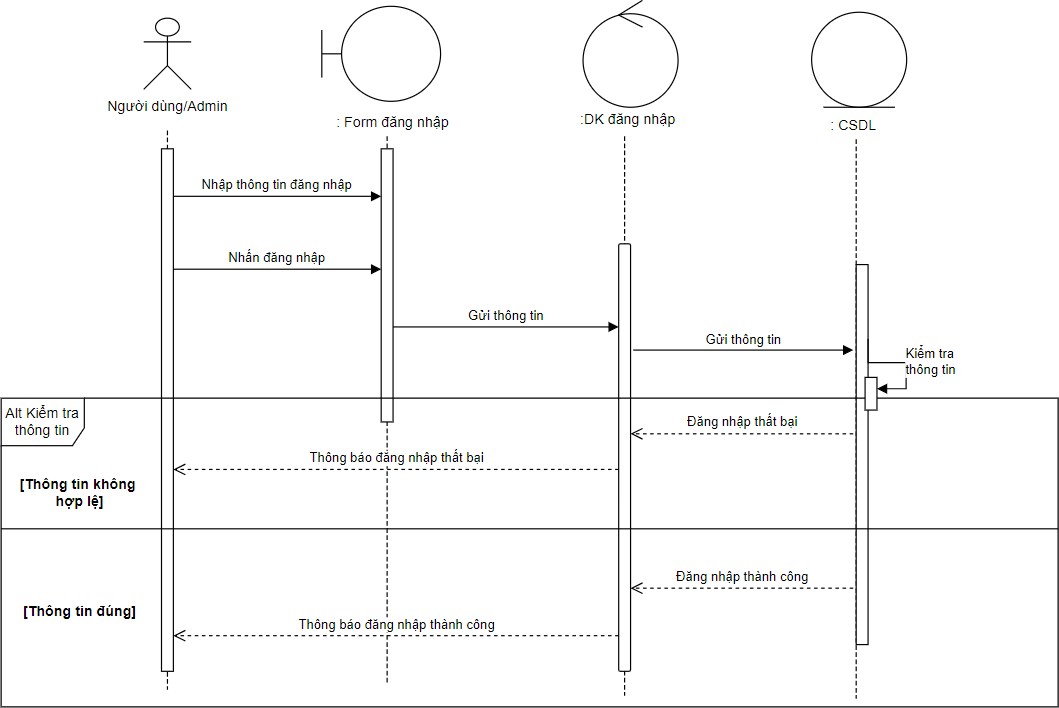 Người dùng/Admin
: Form đăng nhập
:DK đăng nhập
: CSDL
Nhập thông tin đăng nhập
Nhấn đăng nhập
Gửi thông tin
Gửi thông tin
Kiểm tra
thông tin
Alt Kiểm tra
thông tin
Đăng nhập thất bại
Thông báo đăng nhập thất bại
[Thông tin không
hợp lệ]
Đăng nhập thành công
[Thông tin đúng]
Thông báo đăng nhập thành công